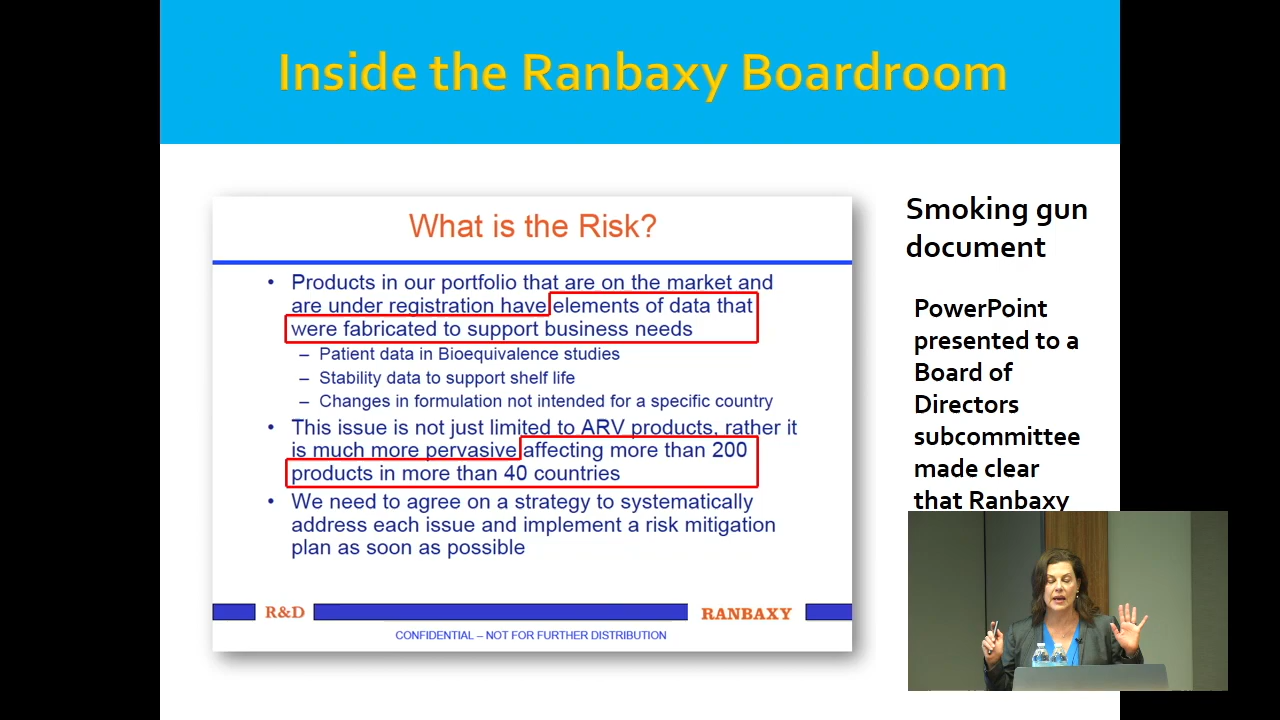 Inside the Ranbaxy Boardroom
What is the Risk?
• Products in our portfolio that are on the market and
are under registration have elements of data that
were fabricated to support business needs
– Patient data in Bioequivalence studies
– Stability data to support shelf life
– Changes in formulation not intended for a specific country
• This issue is not just limited to ARV products, rather it
is much more pervasive affecting more than 200
products in more than 40 countries
• We need to agree on a strategy to systematically
address each issue and implement a risk mitigation
plan as soon as possible
R&D
RANBAXY
CONFIDENTIAL – NOT FOR FURTHER DISTRIBUTION
Smoking gun
document
PowerPoint
presented to a
Board of
Directors
subcommittee
made clear
that Ranbaxy